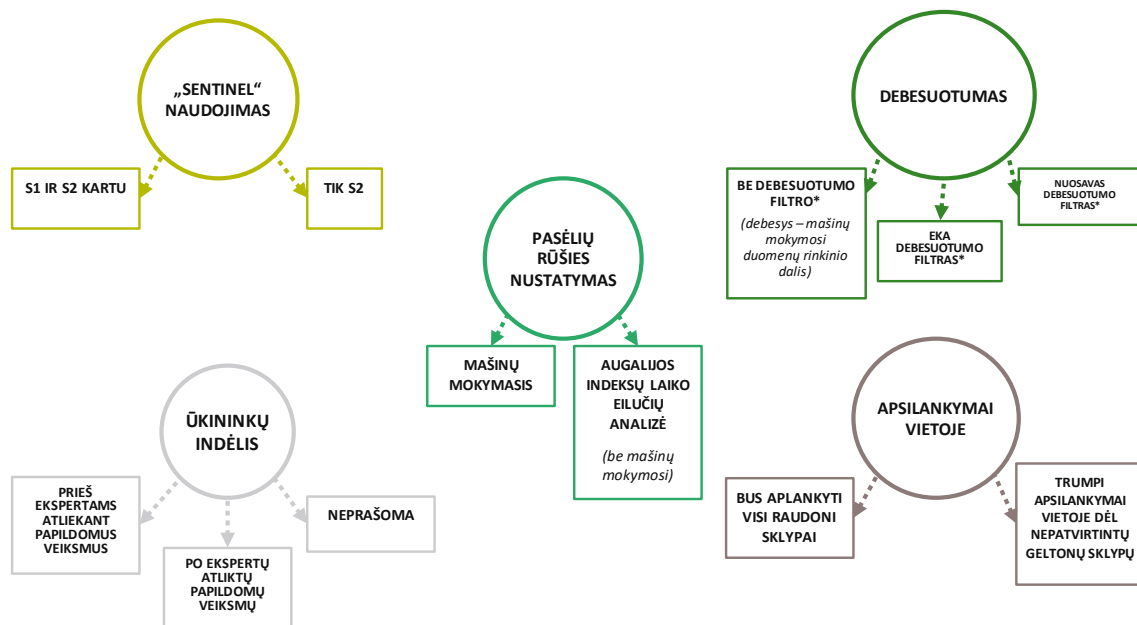 „SENTINEL“
NAUDOJIMAS
S1 IR S2 KARTU
TIK S2
DEBESUOTUMAS
BE DEBESUOTUMO
FILTRO*
(debesys – mašinų
mokymosi
duomenų rinkinio
dalis)
EKA
DEBESUOTUMO
FILTRAS*
NUOSAVAS
DEBESUOTUMO
FILTRAS*
PASĖLIŲ
RŪŠIES
NUSTATYMAS
MAŠINŲ
MOKYMASIS
AUGALIJOS
INDEKSŲ LAIKO
EILUČIŲ
ANALIZĖ
(be mašinų
mokymosi)
ŪKININKŲ
INDĖLIS
PRIEŠ
EKSPERTAMS
ATLIEKANT
PAPILDOMUS
VEIKSMUS
PO EKSPERTŲ
ATLIKTŲ
PAPILDOMŲ
VEIKSMŲ
NEPRAŠOMA
APSILANKYMAI
VIETOJE
BUS APLANKYTI
VISI RAUDONI
SKLYPAI
TRUMPI
APSILANKYMAI
VIETOJE DĖL
NEPATVIRTINTŲ
GELTONŲ SKLYPŲ